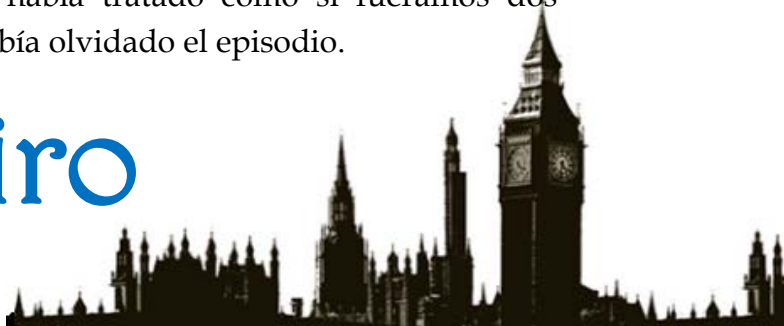 había tratado como si fuéramos dos
bía olvidado el episodio.
iro